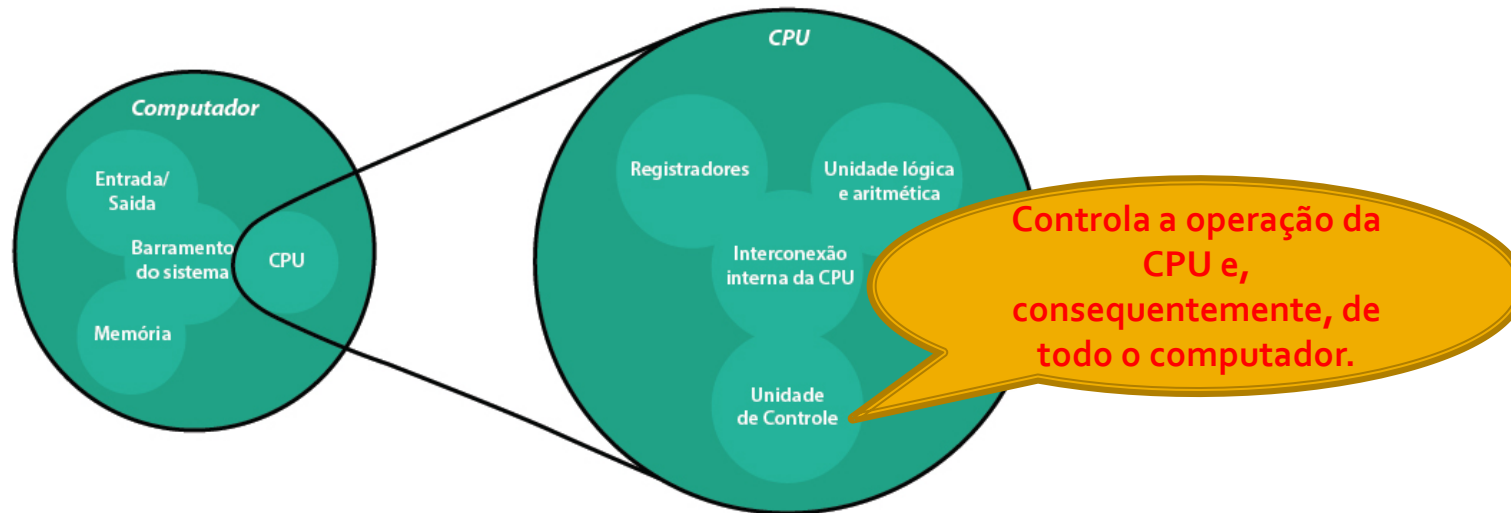 Computador
Entrada/
Saida
Barramento
do sistema
CPU
Memória
CPU
Registradores
Unidade lógica
e aritmética
Interconexão
interna da CPU
Unidade
de Controle
Controla a operação da
CPU e,
consequentemente, de
todo o computador.